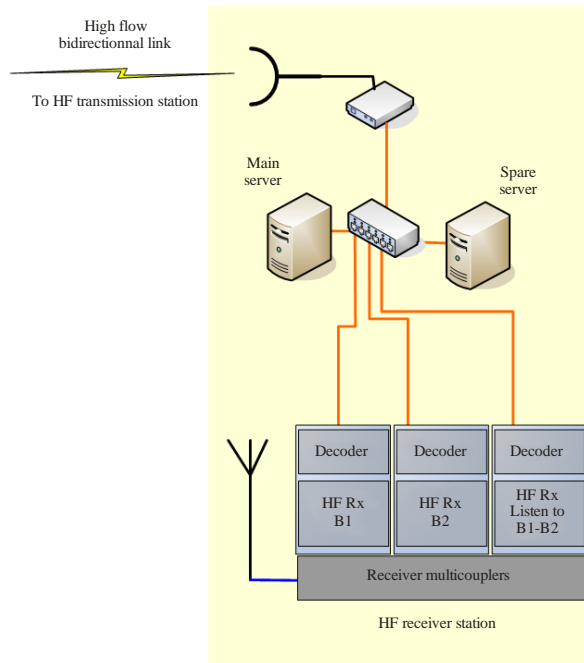 High flow
bidirectionnal link
To HF transmission station
Main
server
Spare
server
Decoder
Decoder
Decoder
HF Rx
B1
HF Rx
B2
HF Rx
Listen to
B1-B2
Receiver multicouplers
HF receiver station